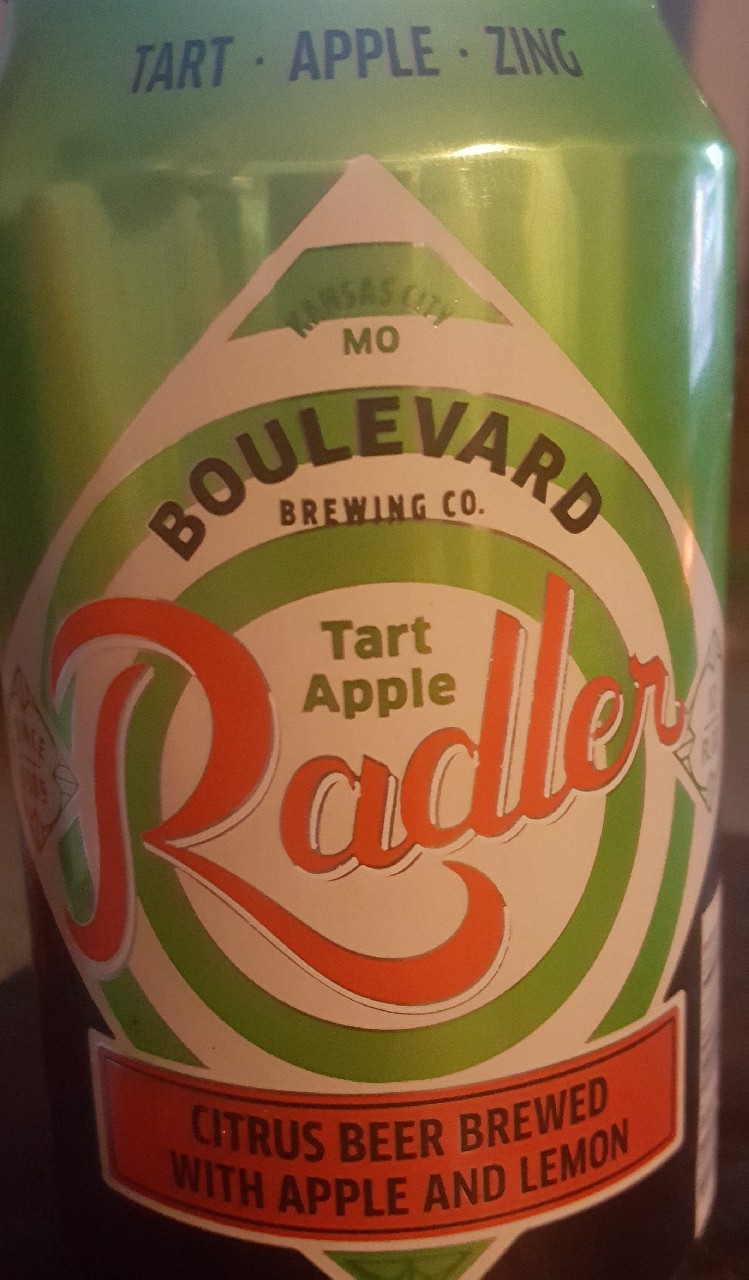 TART · APPLE · ZING
KANSAS CITY
MO
BOULEVARD
BREWING CO.
Tart
Apple
Radler
CITRUS BEER BREWED
WITH APPLE AND LEMON